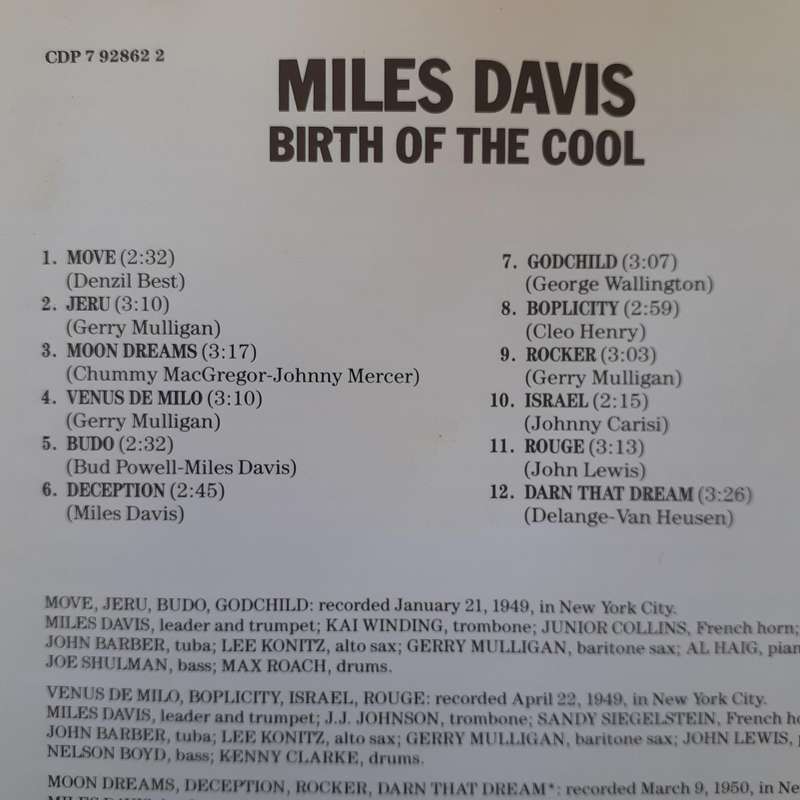 CDP 7 92862 2
MILES DAVIS
BIRTH OF THE COOL
1. MOVE (2:32)
(Denzil Best)
2. JERU (3:10)
(Gerry Mulligan)
3. MOON DREAMS (3:17)
(Chummy MacGregor-Johnny Mercer)
4. VENUS DE MILO (3:10)
(Gerry Mulligan)
5. BUDO (2:32)
(Bud Powell-Miles Davis)
6. DECEPTION (2:45)
(Miles Davis)
7. GODCHILD (3:07)
(George Wallington)
8. BOPLICITY (2:59)
(Cleo Henry)
9. ROCKER (3:03)
(Gerry Mulligan)
10. ISRAEL (2:15)
(Johnny Carisi)
11. ROUGE (3:13)
(John Lewis)
12. DARN THAT DREAM (3:26)
(Delange-Van Heusen)
MOVE, JERU, BUDO, GODCHILD: recorded January 21, 1949, in New York City.
MILES DAVIS, leader and trumpet; KAI WINDING, trombone; JUNIOR COLLINS, French horn;
JOHN BARBER, tuba; LEE KONITZ, alto sax; GERRY MULLIGAN, baritone sax; AL HAIG, pian
JOE SHULMAN, bass; MAX ROACH, drums.
VENUS DE MILO, BOPLICITY, ISRAEL, ROUGE: recorded April 22, 1949, in New York City.
MILES DAVIS, leader and trumpet; J.J. JOHNSON, trombone; SANDY SIEGELSTEIN, French ho
JOHN BARBER, tuba; LEE KONITZ, alto sax; GERRY MULLIGAN, baritone sax; JOHN LEWIS,
NELSON BOYD, bass; KENNY CLARKE, drums.
MOON DREAMS, DECEPTION, ROCKER, DARN THAT DREAM*: recorded March 9, 1950, in Ne